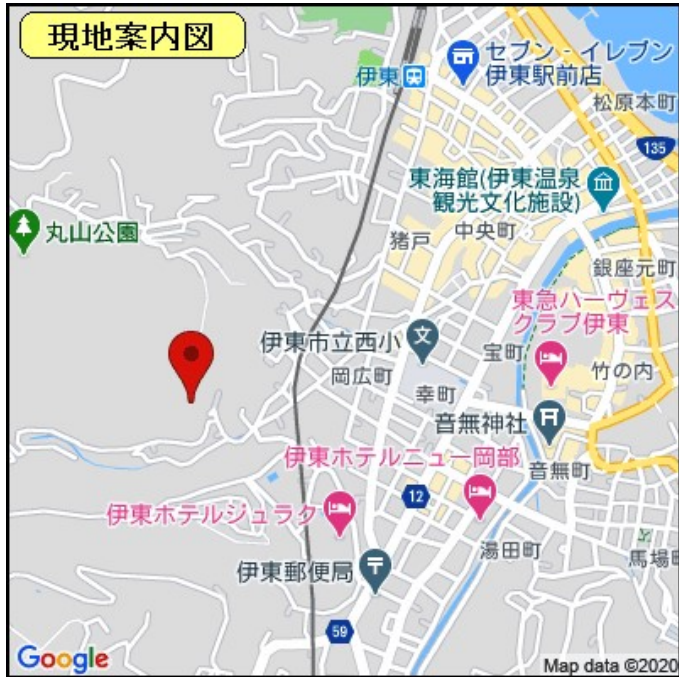 現地案内図
セブン‐イレブン
伊東駅前店
伊東
松原本町
135
東海館(伊東温泉
観光文化施設)
猪戸
中央町
丸山公園
銀座元町
東急ハーヴェス
クラブ伊東
伊東市立西小
文
宝町
岡広町
竹の内
幸町
音無神社
伊東ホテルニュー岡部
音無町
12
伊東ホテルジュラク
湯田町
馬場町
伊東郵便局
59
Google
Map data ©2020